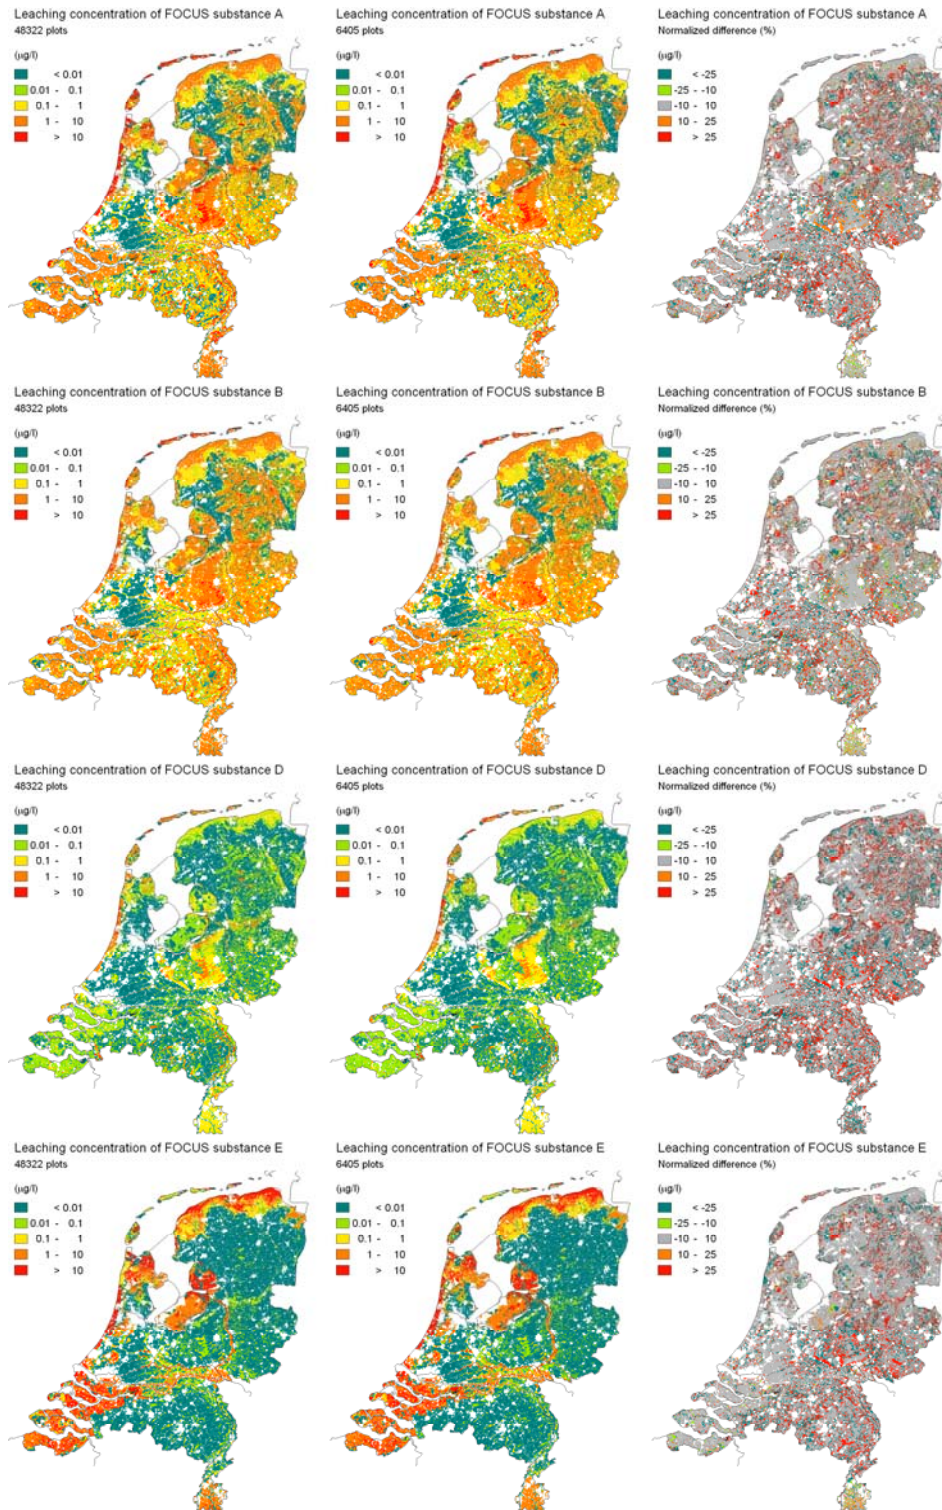 Leaching concentration of FOCUS substance A
48322 plots
(µg/l)
< 0.01
0.01 - 0.1
0.1 - 1
1 - 10
> 10
Leaching concentration of FOCUS substance A
6405 plots
(µg/l)
< 0.01
0.01 - 0.1
0.1 - 1
1 - 10
> 10
Leaching concentration of FOCUS substance A
Normalized difference (%)
(µg/l)
< -25
-25 - -10
-10 - 10
10 - 25
> 25
Leaching concentration of FOCUS substance B
48322 plots
(µg/l)
< 0.01
0.01 - 0.1
0.1 - 1
1 - 10
> 10
Leaching concentration of FOCUS substance B
6405 plots
(µg/l)
< 0.01
0.01 - 0.1
0.1 - 1
1 - 10
> 10
Leaching concentration of FOCUS substance B
Normalized difference (%)
(µg/l)
< -25
-25 - -10
-10 - 10
10 - 25
> 25
Leaching concentration of FOCUS substance D
48322 plots
(µg/l)
< 0.01
0.01 - 0.1
0.1 - 1
1 - 10
> 10
Leaching concentration of FOCUS substance D
6405 plots
(µg/l)
< 0.01
0.01 - 0.1
0.1 - 1
1 - 10
> 10
Leaching concentration of FOCUS substance D
Normalized difference (%)
(µg/l)
< -25
-25 - -10
-10 - 10
10 - 25
> 25
Leaching concentration of FOCUS substance E
48322 plots
(µg/l)
< 0.01
0.01 - 0.1
0.1 - 1
1 - 10
> 10
Leaching concentration of FOCUS substance E
6405 plots
(µg/l)
< 0.01
0.01 - 0.1
0.1 - 1
1 - 10
> 10
Leaching concentration of FOCUS substance E
Normalized difference (%)
(µg/l)
< -25
-25 - -10
-10 - 10
10 - 25
> 25